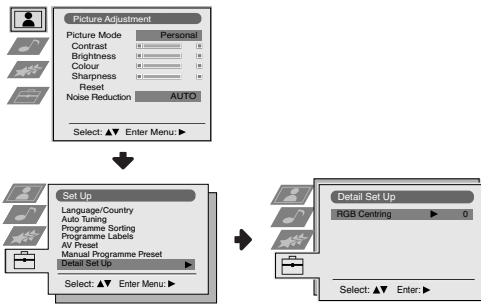 Picture Adjustment
Picture Mode Personal
Contrast
Brightness
Colour
Sharpness
Reset
Noise Reduction AUTO
Select: ▲▼ Enter Menu: ▶
Set Up
Language/Country
Auto Tuning
Programme Sorting
Programme Labels
AV Preset
Manual Programme Preset
Detail Set Up ▶
Select: ▲▼ Enter Menu: ▶
Detail Set Up
RGB Centring ▶ 0
Select: ▲▼ Enter: ▶